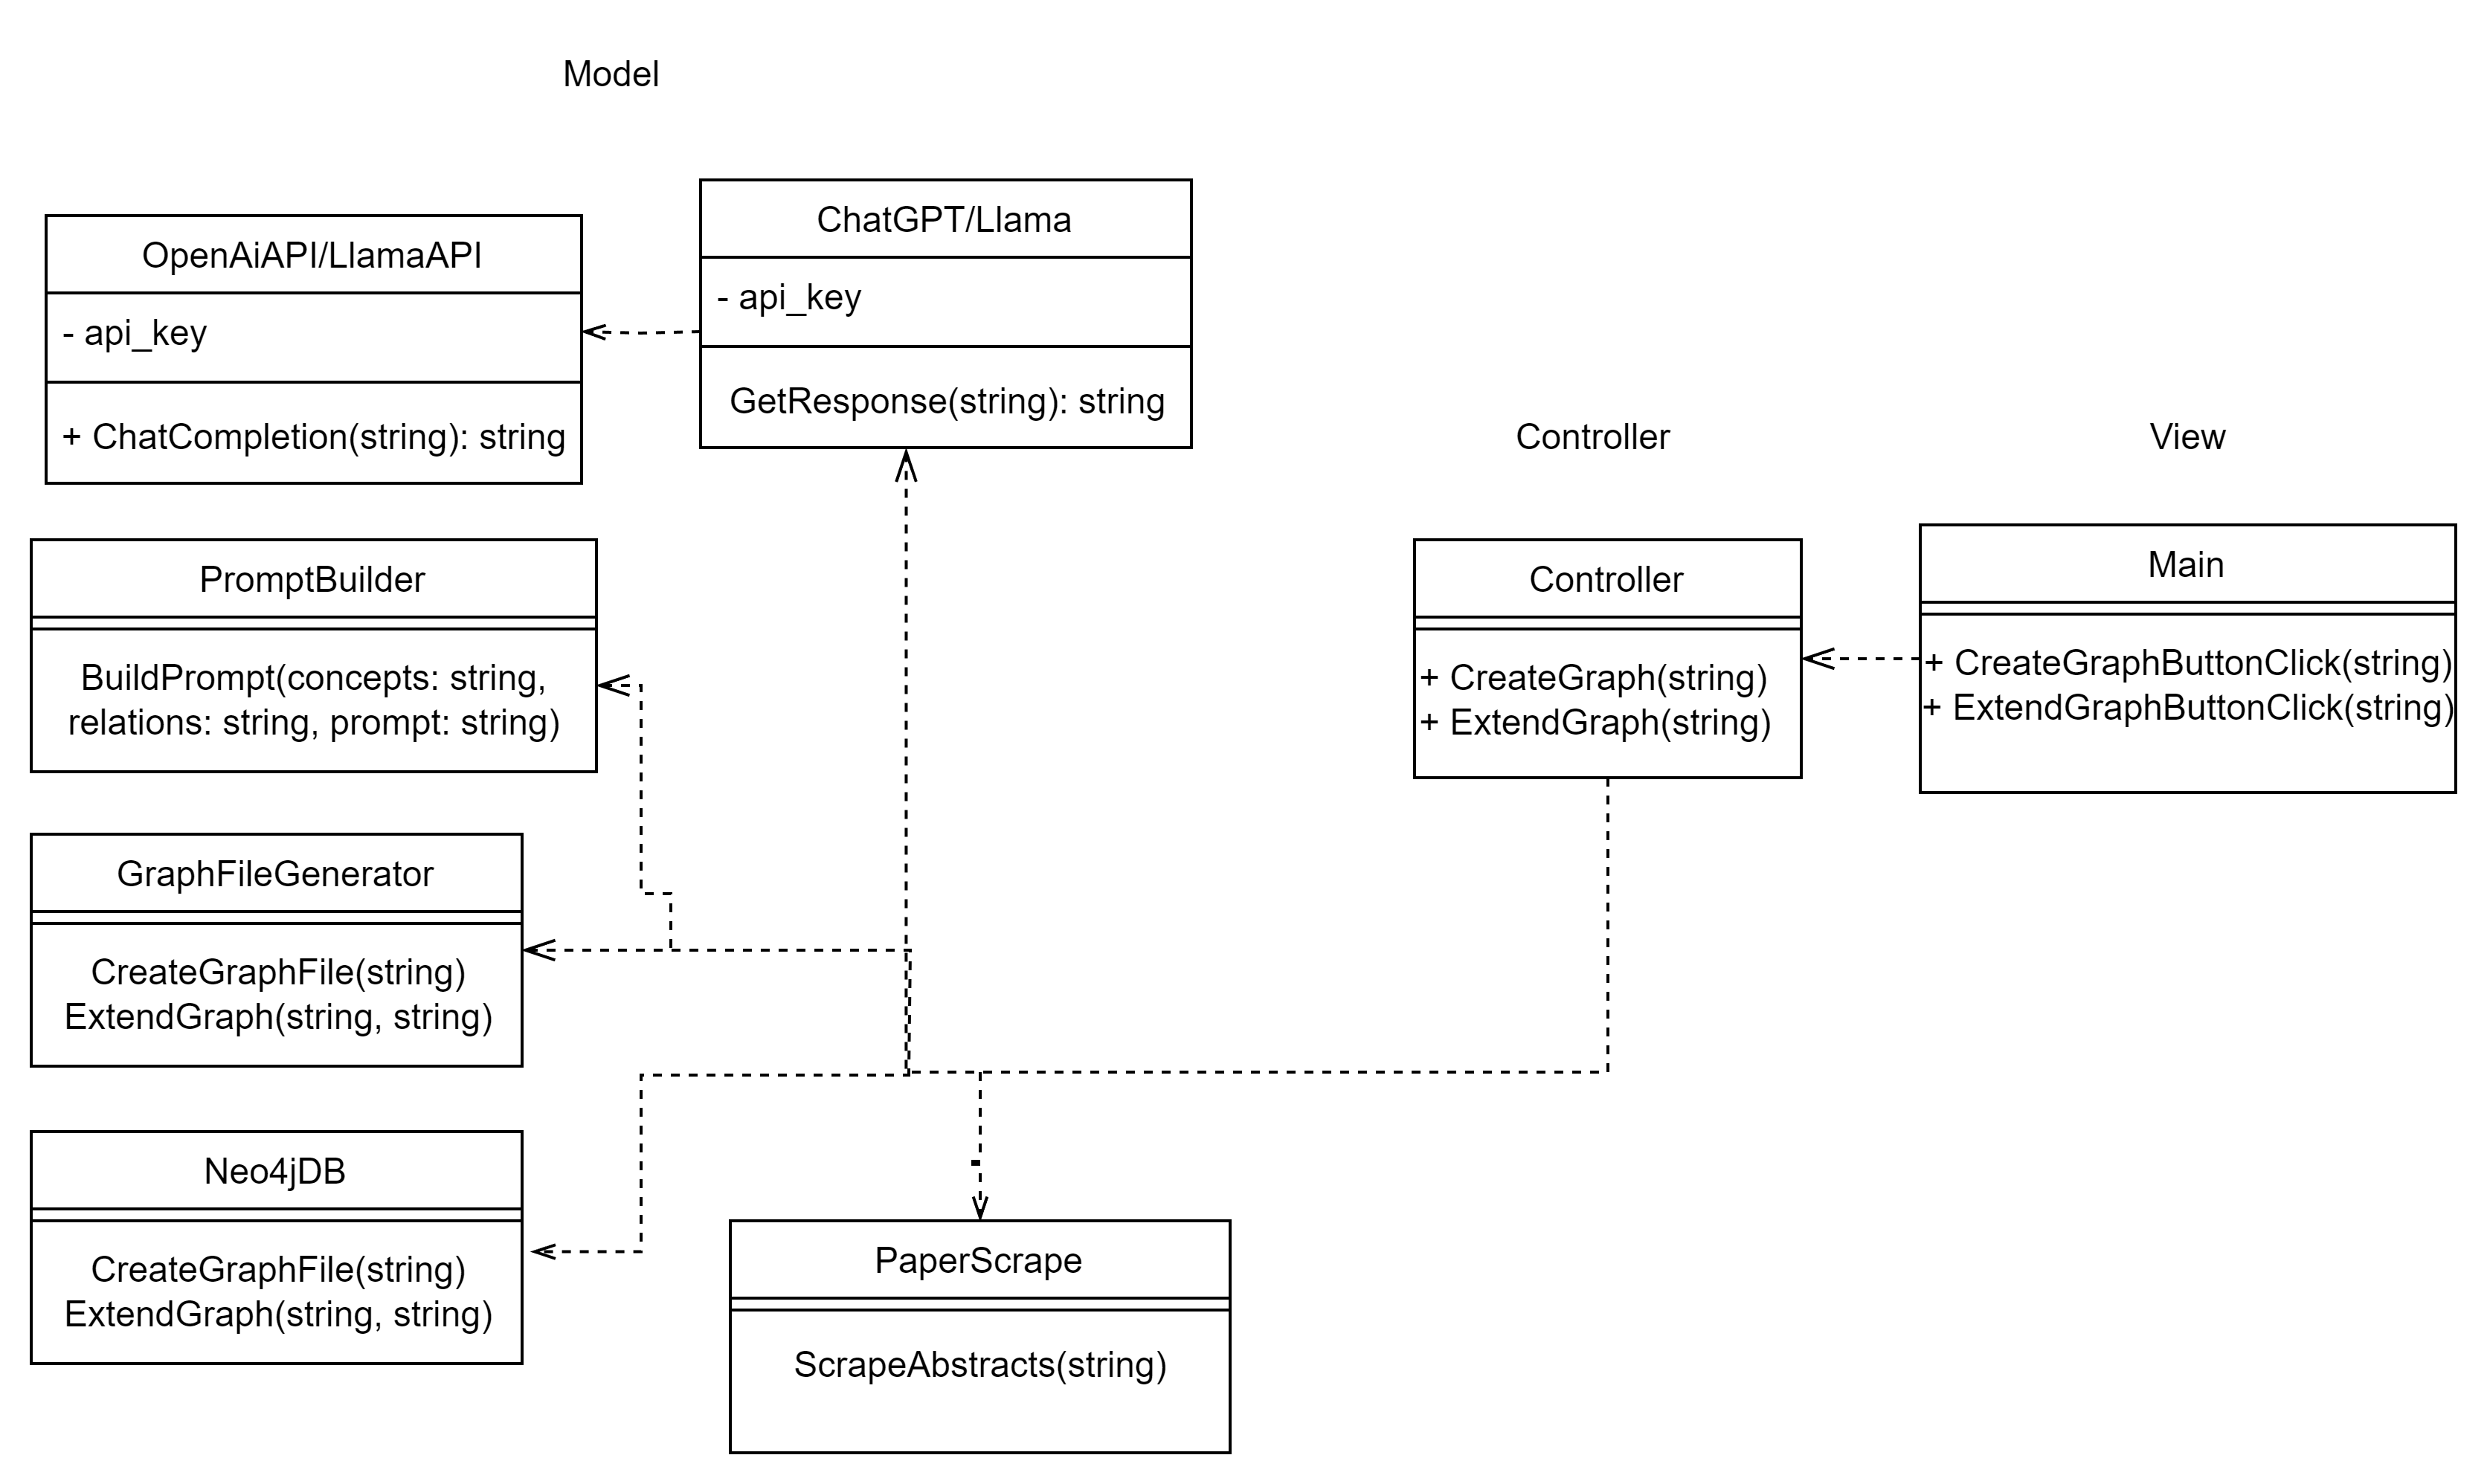 Model
OpenAiAPI/LlamaAPI
- api_key
+ ChatCompletion(string): string
ChatGPT/Llama
- api_key
GetResponse(string): string
PromptBuilder
BuildPrompt(concepts: string,
relations: string, prompt: string)
GraphFileGenerator
CreateGraphFile(string)
ExtendGraph(string, string)
Neo4jDB
CreateGraphFile(string)
ExtendGraph(string, string)
PaperScrape
ScrapeAbstracts(string)
Controller
Controller
+ CreateGraph(string)
+ ExtendGraph(string)
View
Main
+ CreateGraphButtonClick(string)
+ ExtendGraphButtonClick(string)